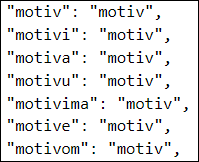 "motiv": "motiv",
"motivi": "motiv",
"motiva": "motiv",
"motivu": "motiv",
"motivima": "motiv",
"motive": "motiv",
"motivom": "motiv",